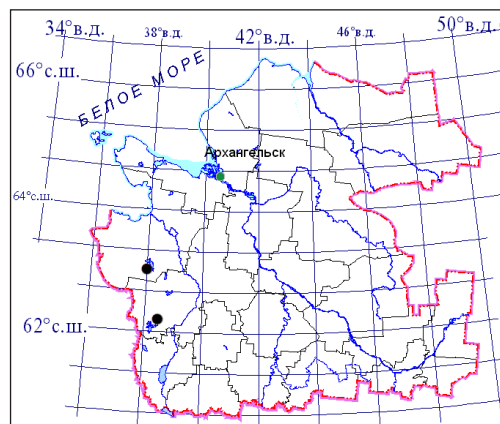 34°в.д.
38°в.д.
42°в.д.
46°в.д.
50°в.д.
66°с.ш.
БЕЛОЕ МОРЕ
Архангельск
64°с.ш.
62°с.ш.